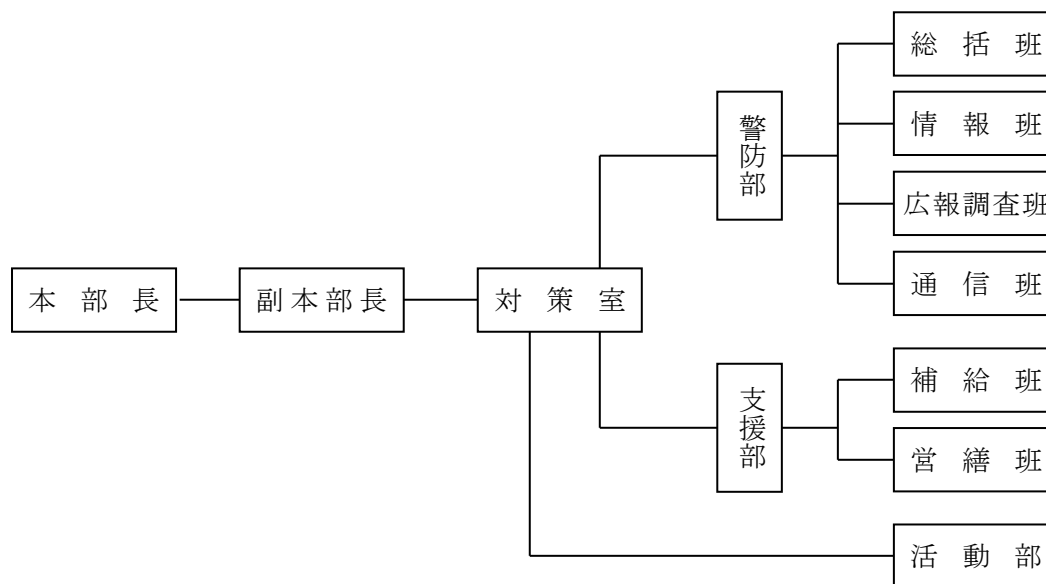 総括班
情報班
広報調査班
通信班
警防部
本部長
副本部長
対策室
支援部
補給班
営繕班
活動部